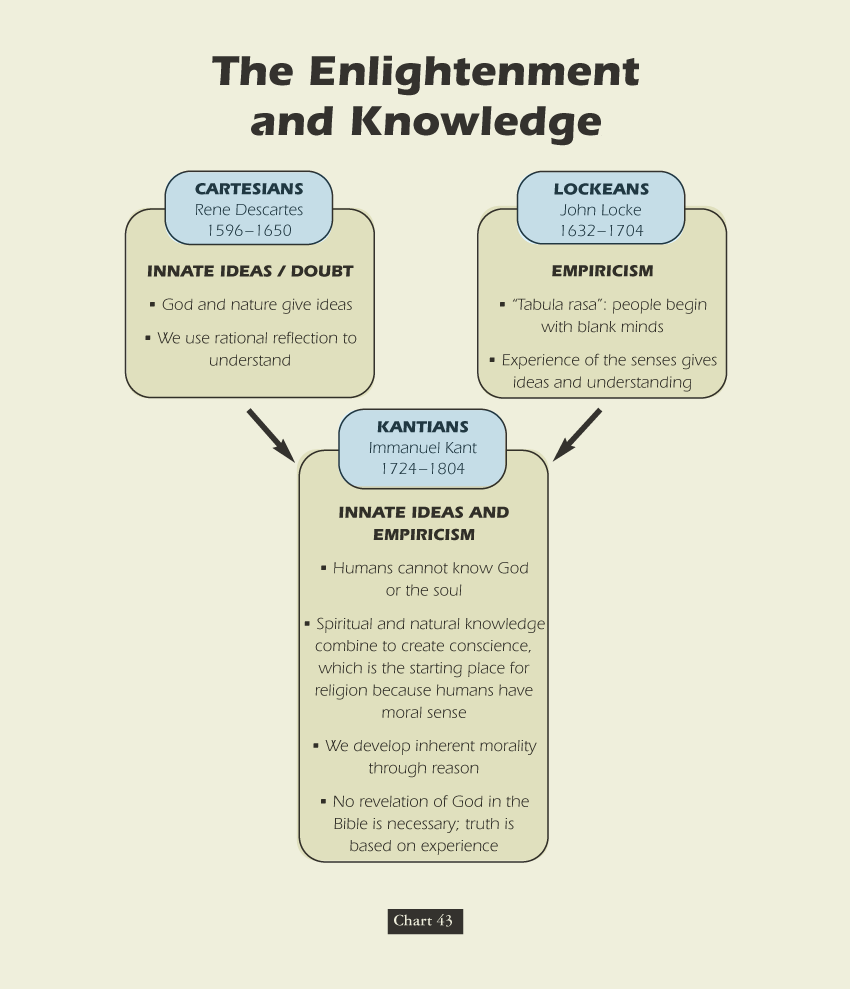 The Enlightenment
and Knowledge
CARTESIANS
Rene Descartes
1596–1650
INNATE IDEAS / DOUBT
▪ God and nature give ideas
▪ We use rational reflection to
understand
LOCKEANS
John Locke
1632–1704
EMPIRICISM
▪ “Tabula rasa”: people begin
with blank minds
▪ Experience of the senses gives
ideas and understanding
KANTIANS
Immanuel Kant
1724–1804
INNATE IDEAS AND
EMPIRICISM
▪ Humans cannot know God
or the soul
▪ Spiritual and natural knowledge
combine to create conscience,
which is the starting place for
religion because humans have
moral sense
▪ We develop inherent morality
through reason
▪ No revelation of God in the
Bible is necessary; truth is
based on experience
Chart 43